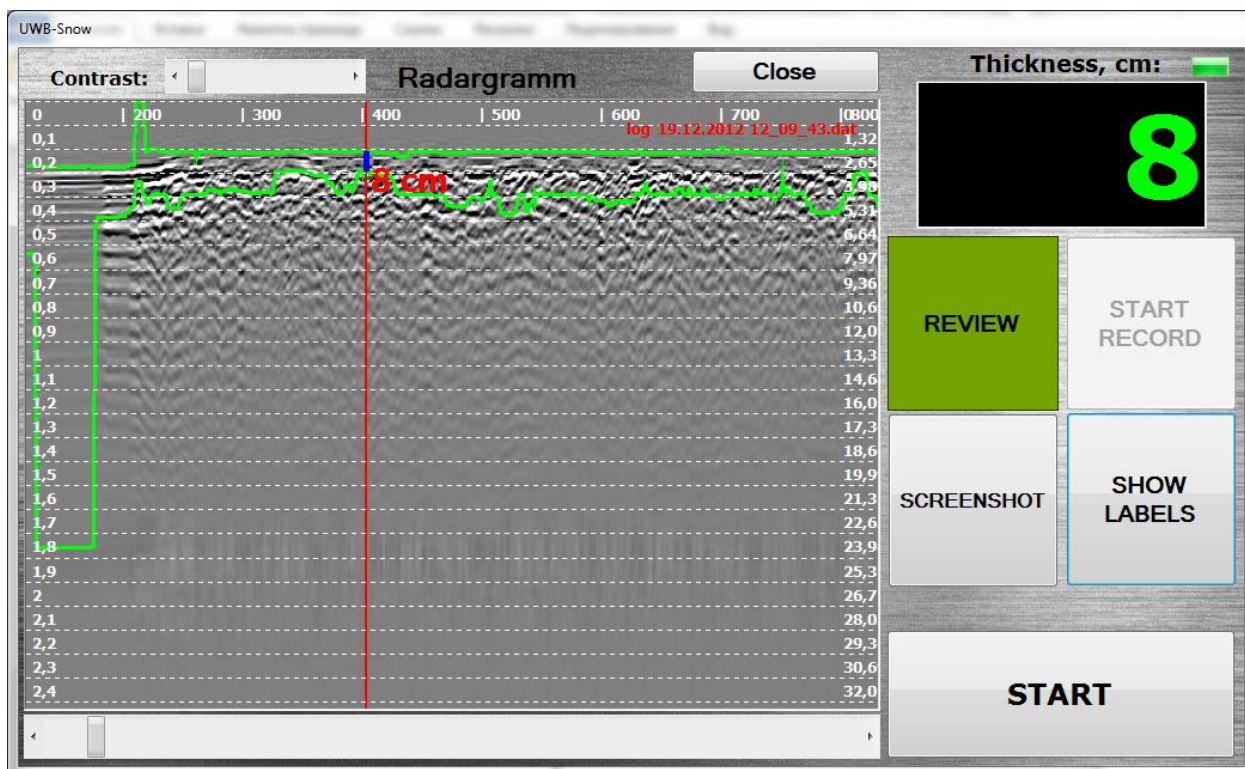 UWB-Snow
Contrast:
Radargramm
Close
Thickness, cm:
8
0 | 200 | 300 | 400 | 500 | 600 | 700 |0800
log 19.12.2012 12_09_43.dat
0,1 1,32
0,2 2,65
0,3 3,98
8 cm
0,4 5,31
0,5 6,64
0,6 7,97
0,7 9,36
0,8 10,6
0,9 12,0
1 13,3
1,1 14,6
1,2 16,0
1,3 17,3
1,4 18,6
1,5 19,9
1,6 21,3
1,7 22,6
1,8 23,9
1,9 25,3
2 26,7
2,1 28,0
2,2 29,3
2,3 30,6
2,4 32,0
REVIEW
START
RECORD
SCREENSHOT
SHOW
LABELS
START